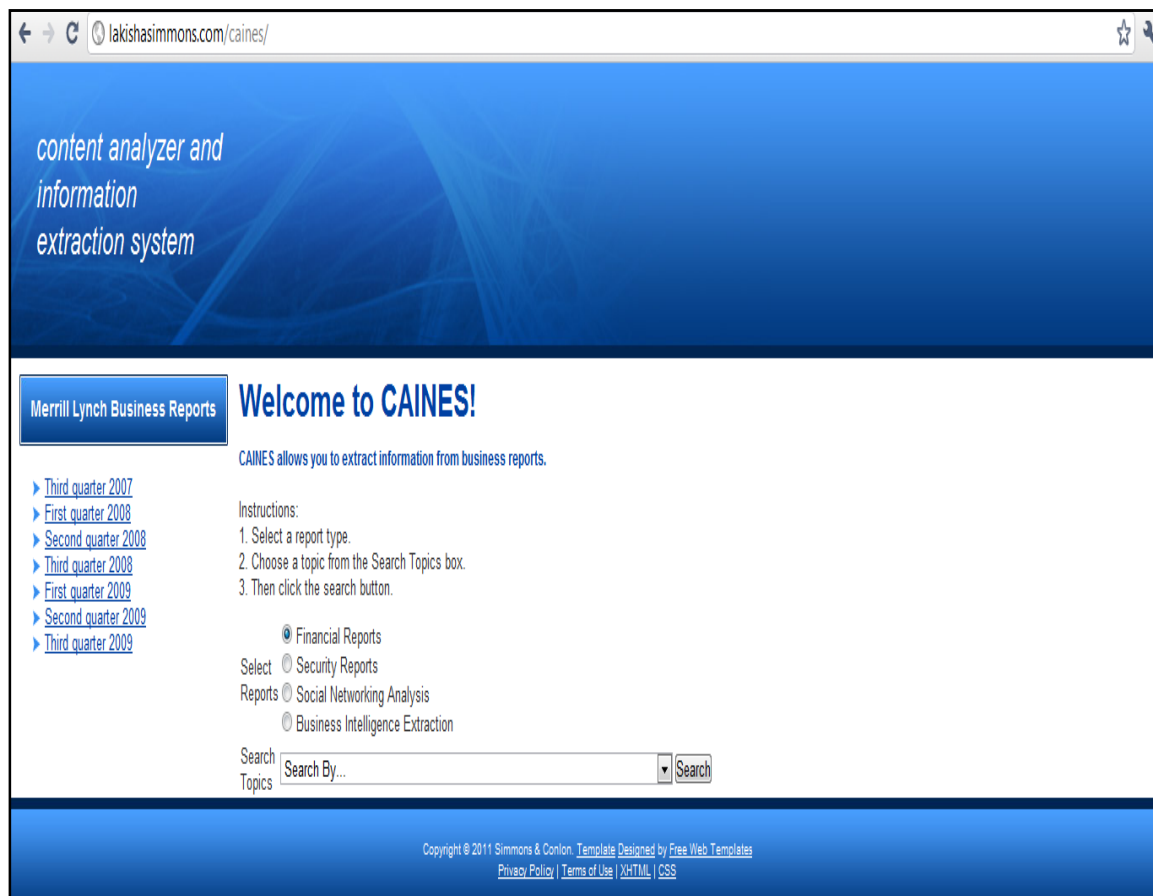 lakishasimmons.com/caines/
content analyzer and
information
extraction system
Merrill Lynch Business Reports
Third quarter 2007
First quarter 2008
Second quarter 2008
Third quarter 2008
First quarter 2009
Second quarter 2009
Third quarter 2009
Welcome to CAINES!
CAINES allows you to extract information from business reports.
Instructions:
1. Select a report type.
2. Choose a topic from the Search Topics box.
3. Then click the search button.
Select
Reports
Financial Reports
Security Reports
Social Networking Analysis
Business Intelligence Extraction
Search
Topics
Search By...
Search
Copyright © 2011 Simmons & Conlon. Template Designed by Free Web Templates
Privacy Policy | Terms of Use | XHTML | CSS